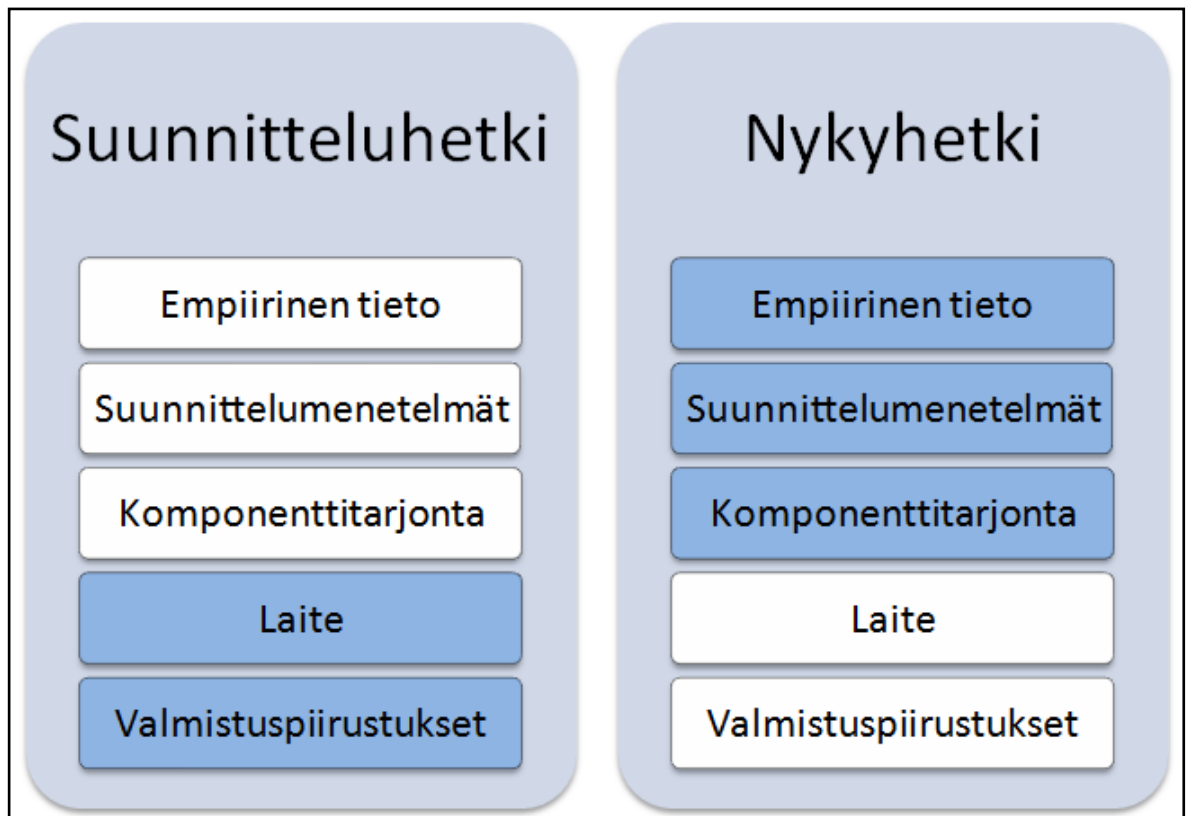 Suunnitteluhetki
Empiirinen tieto
Suunnittelumenetelmät
Komponenttitarjonta
Laite
Valmistuspiirustukset
Nykyhetki
Empiirinen tieto
Suunnittelumenetelmät
Komponenttitarjonta
Laite
Valmistuspiirustukset